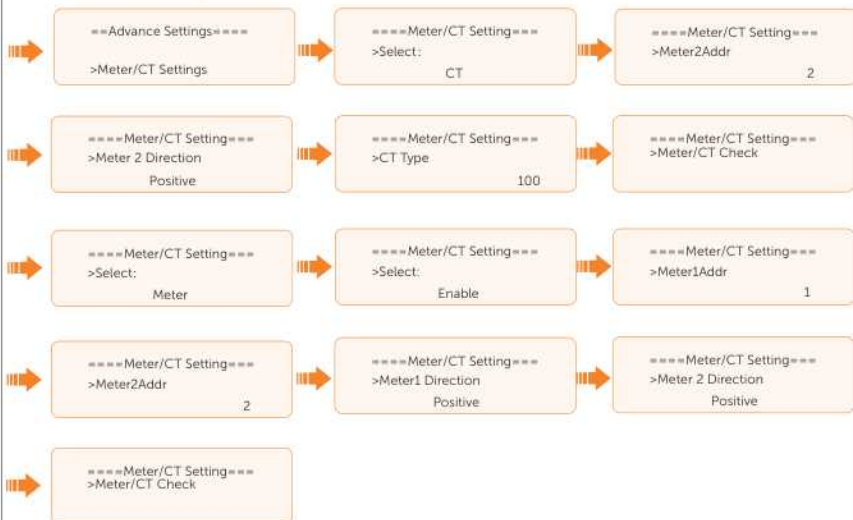 ==Advance Settings====
>Meter/CT Settings
====Meter/CT Setting===
>Select:
CT
====Meter/CT Setting===
>Meter2Addr
2
====Meter/CT Setting===
>Meter 2 Direction
Positive
====Meter/CT Setting===
>CT Type
100
====Meter/CT Setting===
>Meter/CT Check
====Meter/CT Setting===
>Select:
Meter
====Meter/CT Setting===
>Select:
Enable
====Meter/CT Setting===
>Meter1Addr
1
====Meter/CT Setting===
>Meter2Addr
2
====Meter/CT Setting===
>Meter1 Direction
Positive
====Meter/CT Setting===
>Meter 2 Direction
Positive
====Meter/CT Setting===
>Meter/CT Check